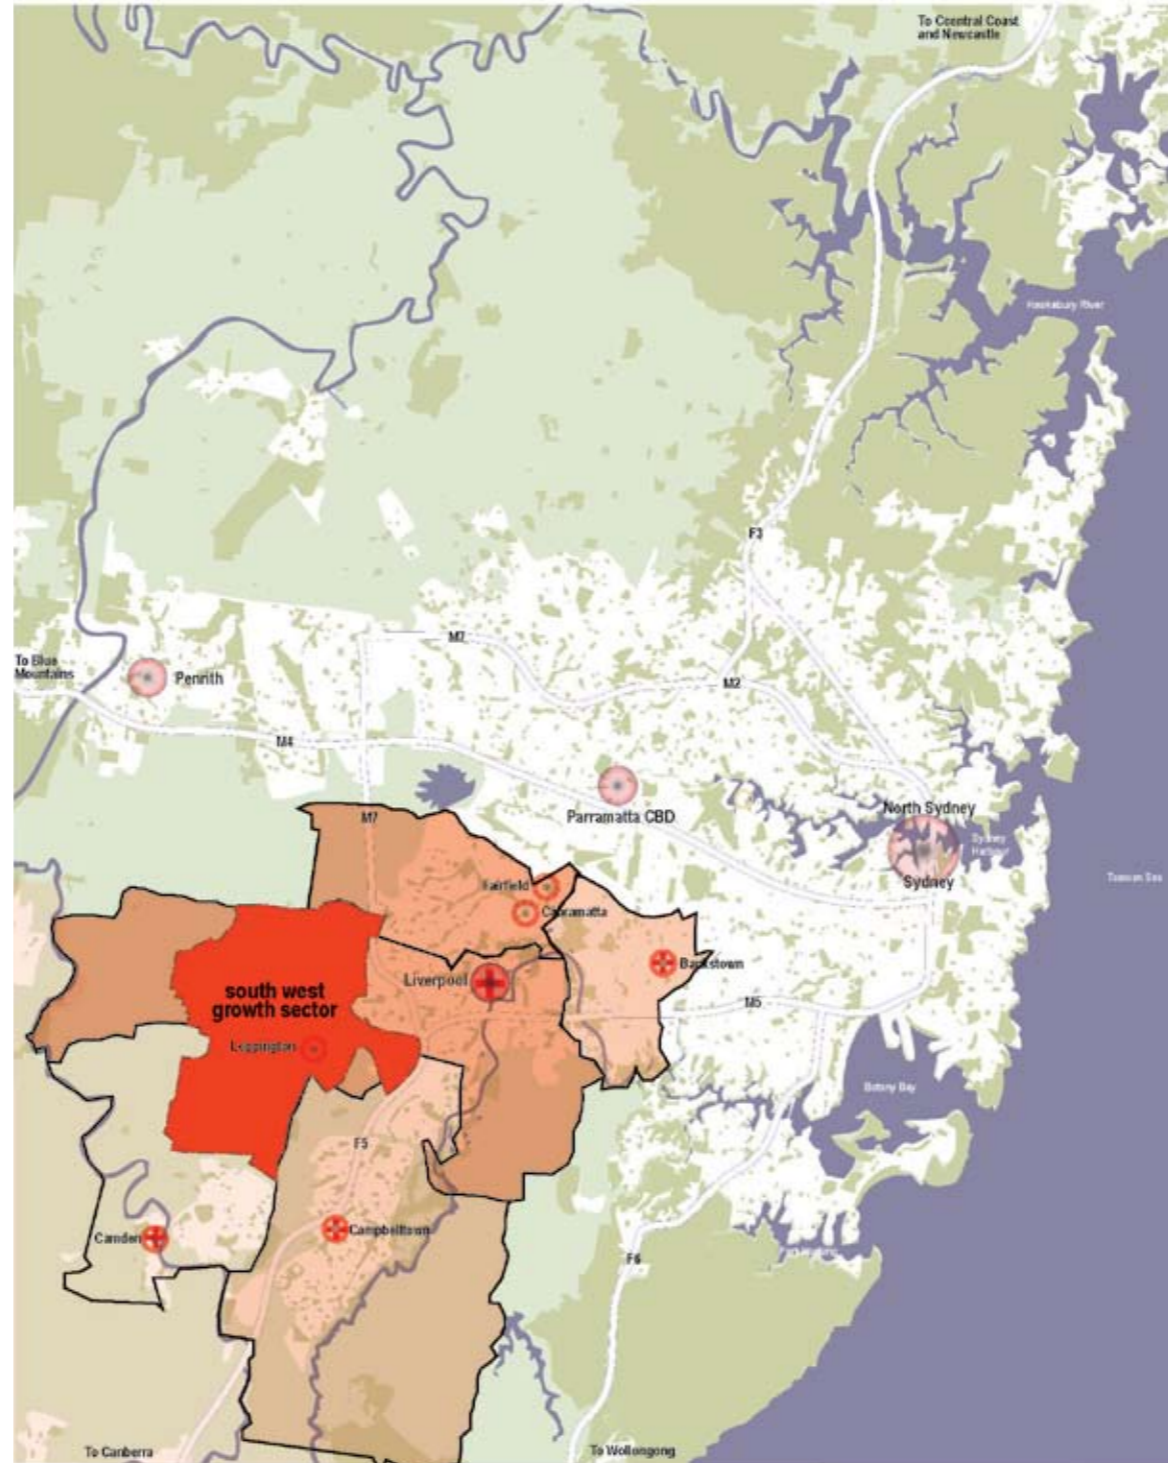 To Ccentral Coast
and Newcastle
Hawkesbury River
F3
M7
To Blue
Mountains
Penrith
M2
M4
Parramatta CBD
North Sydney
M7
Sydney
Harbour
Sydney
Tasman Sea
Fairfield
Cabramatta
Bankstown
Liverpool
south west
growth sector
M5
Leppington
Botany Bay
F5
Camden
Campbelltown
F6
To Canberra
To Wollongong